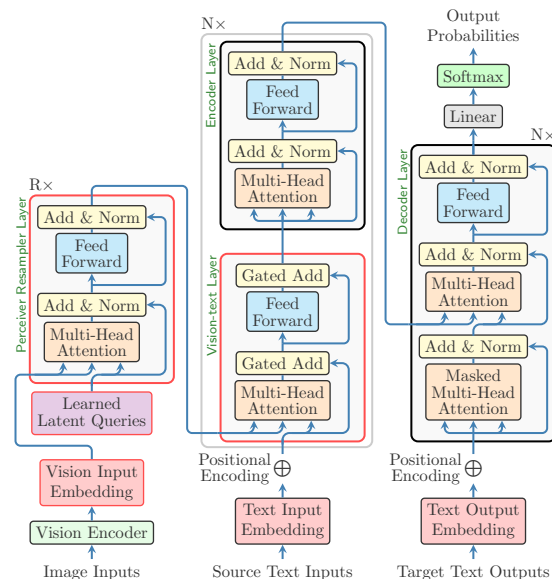 Output
Probabilities
Softmax
Linear
N×
Encoder Layer
Add & Norm
Feed
Forward
Add & Norm
Multi-Head
Attention
R×
Perceiver Resampler Layer
Add & Norm
Feed
Forward
Add & Norm
Multi-Head
Attention
Learned
Latent Queries
Vision Input
Embedding
Vision Encoder
Image Inputs
Vision-text Layer
Gated Add
Feed
Forward
Gated Add
Multi-Head
Attention
Positional
Encoding
Text Input
Embedding
Source Text Inputs
N×
Decoder Layer
Add & Norm
Feed
Forward
Add & Norm
Multi-Head
Attention
Add & Norm
Masked
Multi-Head
Attention
Positional
Encoding
Text Output
Embedding
Target Text Outputs